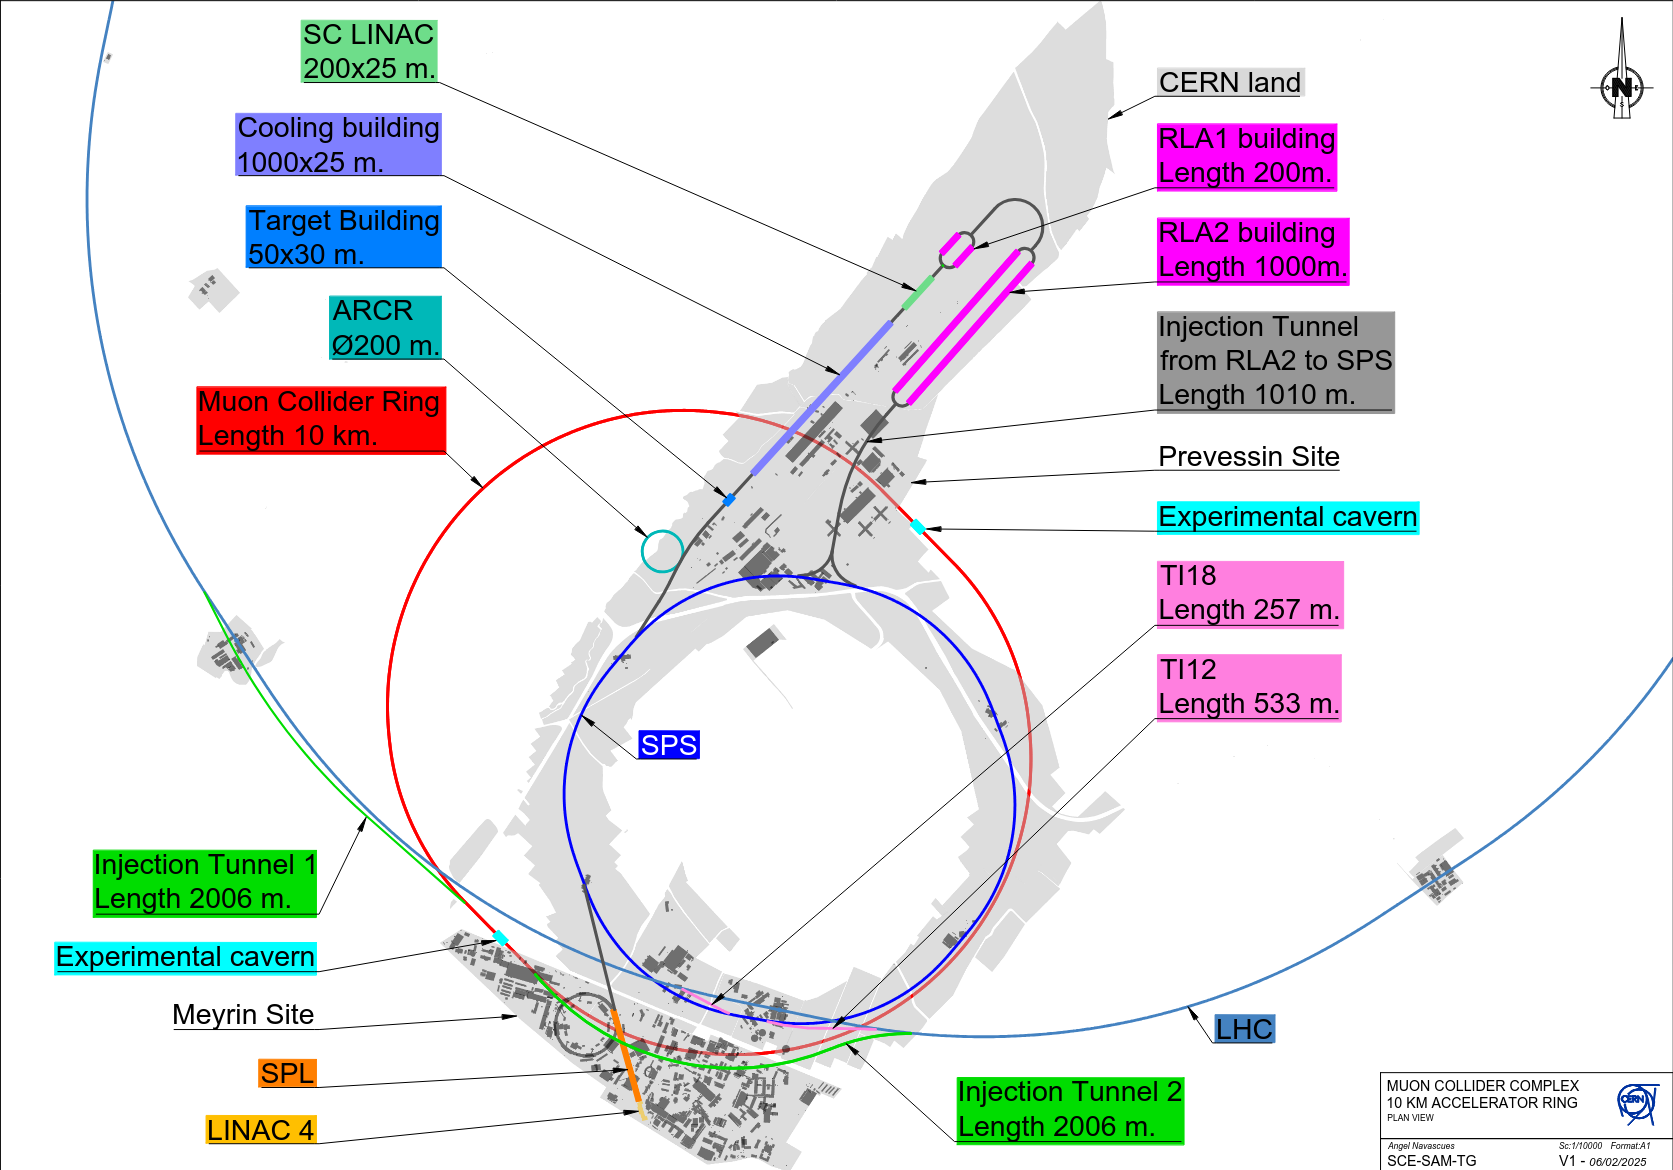 SC LINAC
200x25 m.
Cooling building
1000x25 m.
Target Building
50x30 m.
ARCR
Ø200 m.
Muon Collider Ring
Length 10 km.
CERN land
RLA1 building
Length 200m.
RLA2 building
Length 1000m.
Injection Tunnel
from RLA2 to SPS
Length 1010 m.
Prevessin Site
Experimental cavern
TI18
Length 257 m.
TI12
Length 533 m.
SPS
Injection Tunnel 1
Length 2006 m.
Experimental cavern
Meyrin Site
SPL
LINAC 4
LHC
Injection Tunnel 2
Length 2006 m.
N
S
MUON COLLIDER COMPLEX
10 KM ACCELERATOR RING
PLAN VIEW
CERN
Angel Navascues
Sc:1/10000 Format:A1
SCE-SAM-TG
V1 - 06/02/2025